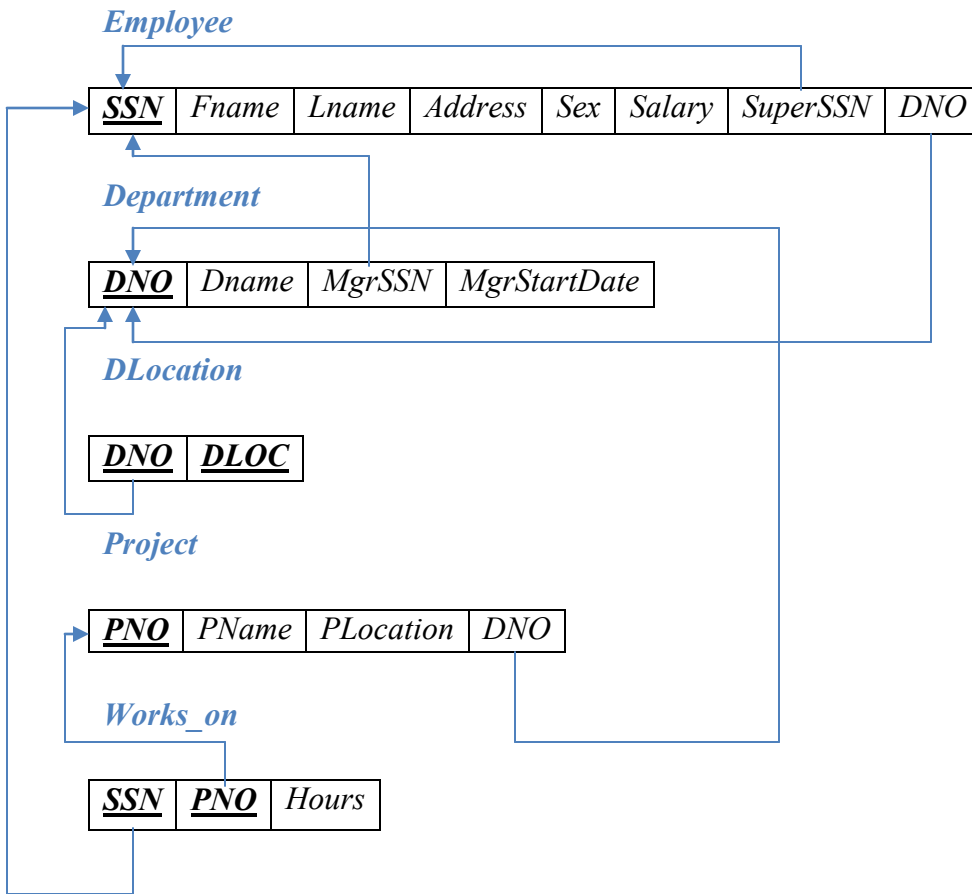 Employee
SSN Fname Lname Address Sex Salary SuperSSN DNO
Department
DNO Dname MgrSSN MgrStartDate
DLocation
DNO DLOC
Project
PNO PName PLocation DNO
Works_on
SSN PNO Hours